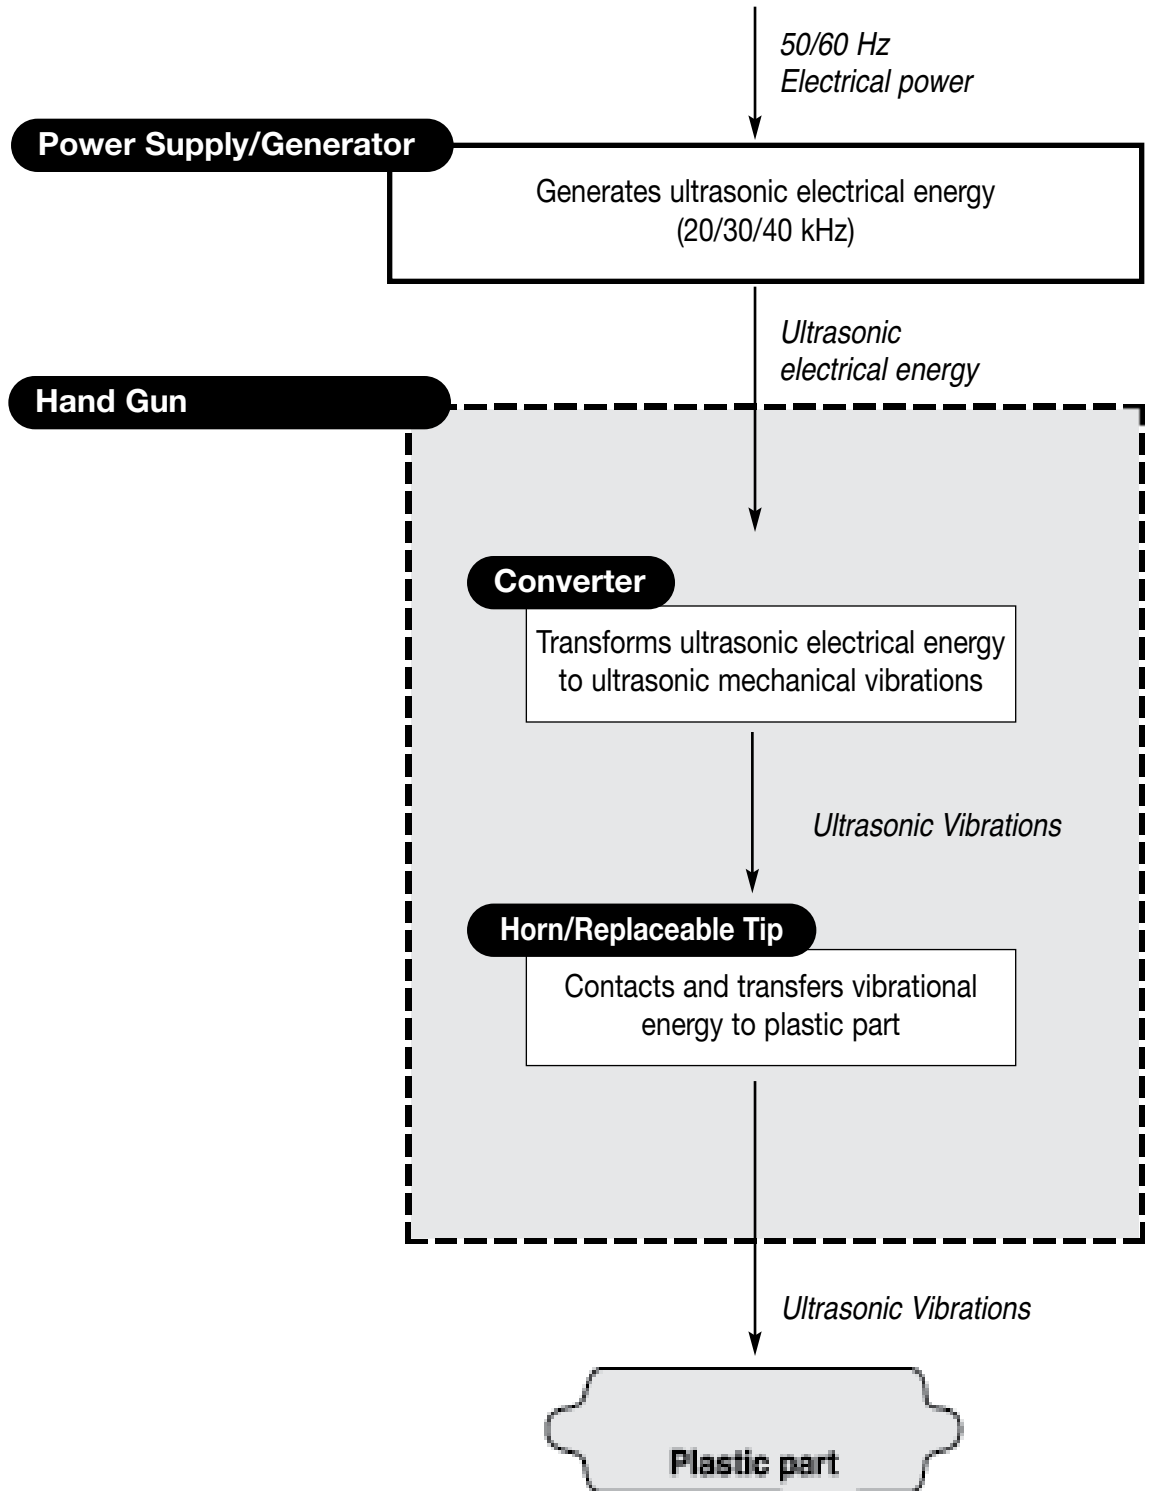 50/60 Hz
Electrical power
Power Supply/Generator
Generates ultrasonic electrical energy
(20/30/40 kHz)
Ultrasonic
electrical energy
Hand Gun
Converter
Transforms ultrasonic electrical energy
to ultrasonic mechanical vibrations
Ultrasonic Vibrations
Horn/Replaceable Tip
Contacts and transfers vibrational
energy to plastic part
Ultrasonic Vibrations
Plastic part